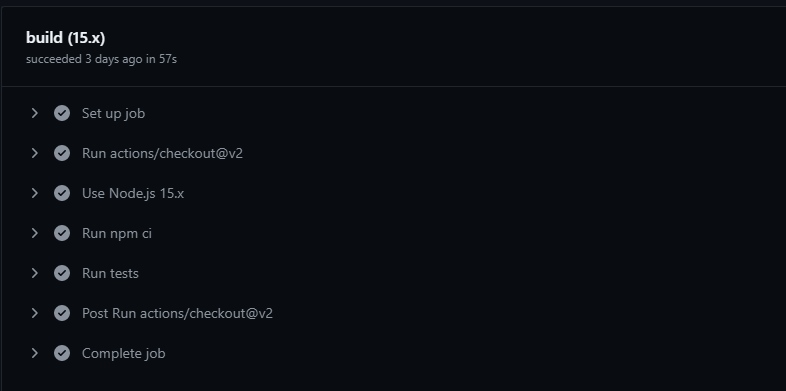 build (15.x)
succeeded 3 days ago in 57s
Set up job
Run actions/checkout@v2
Use Node.js 15.x
Run npm ci
Run tests
Post Run actions/checkout@v2
Complete job